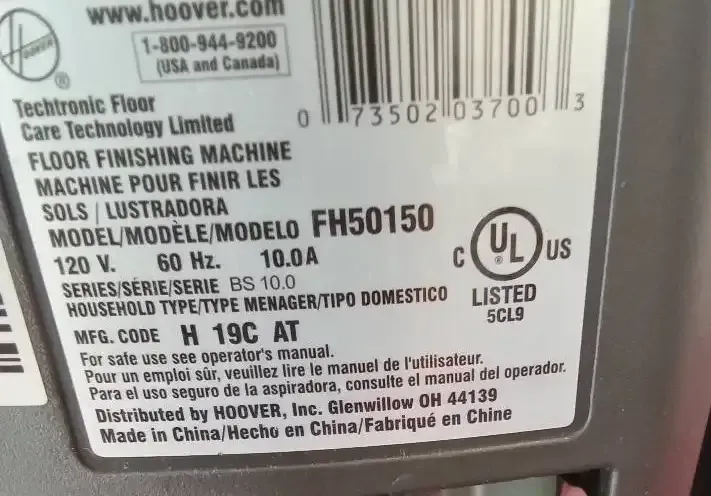 www.hoover.com
HOOVER
®
1-800-944-9200
(USA and Canada)
Techtronic Floor
Care Technology Limited
0 73502 03700 3
FLOOR FINISHING MACHINE
MACHINE POUR FINIR LES
SOLS / LUSTRADORA
MODEL/MODÈLE/MODELO FH50150
120 V. 60 Hz. 10.0A
C UL ® US
SERIES/SÉRIE/SERIE BS 10.0
HOUSEHOLD TYPE/TYPE MENAGER/TIPO DOMESTICO
LISTED
5CL9
MFG. CODE H 19C AT
For safe use see operator's manual.
Pour un emploi sûr, veuillez lire le manuel de l'utilisateur.
Para el uso seguro de la aspiradora, consulte el manual del operador.
Distributed by HOOVER, Inc. Glenwillow OH 44139
Made in China/Hecho en China/Fabriqué en Chine